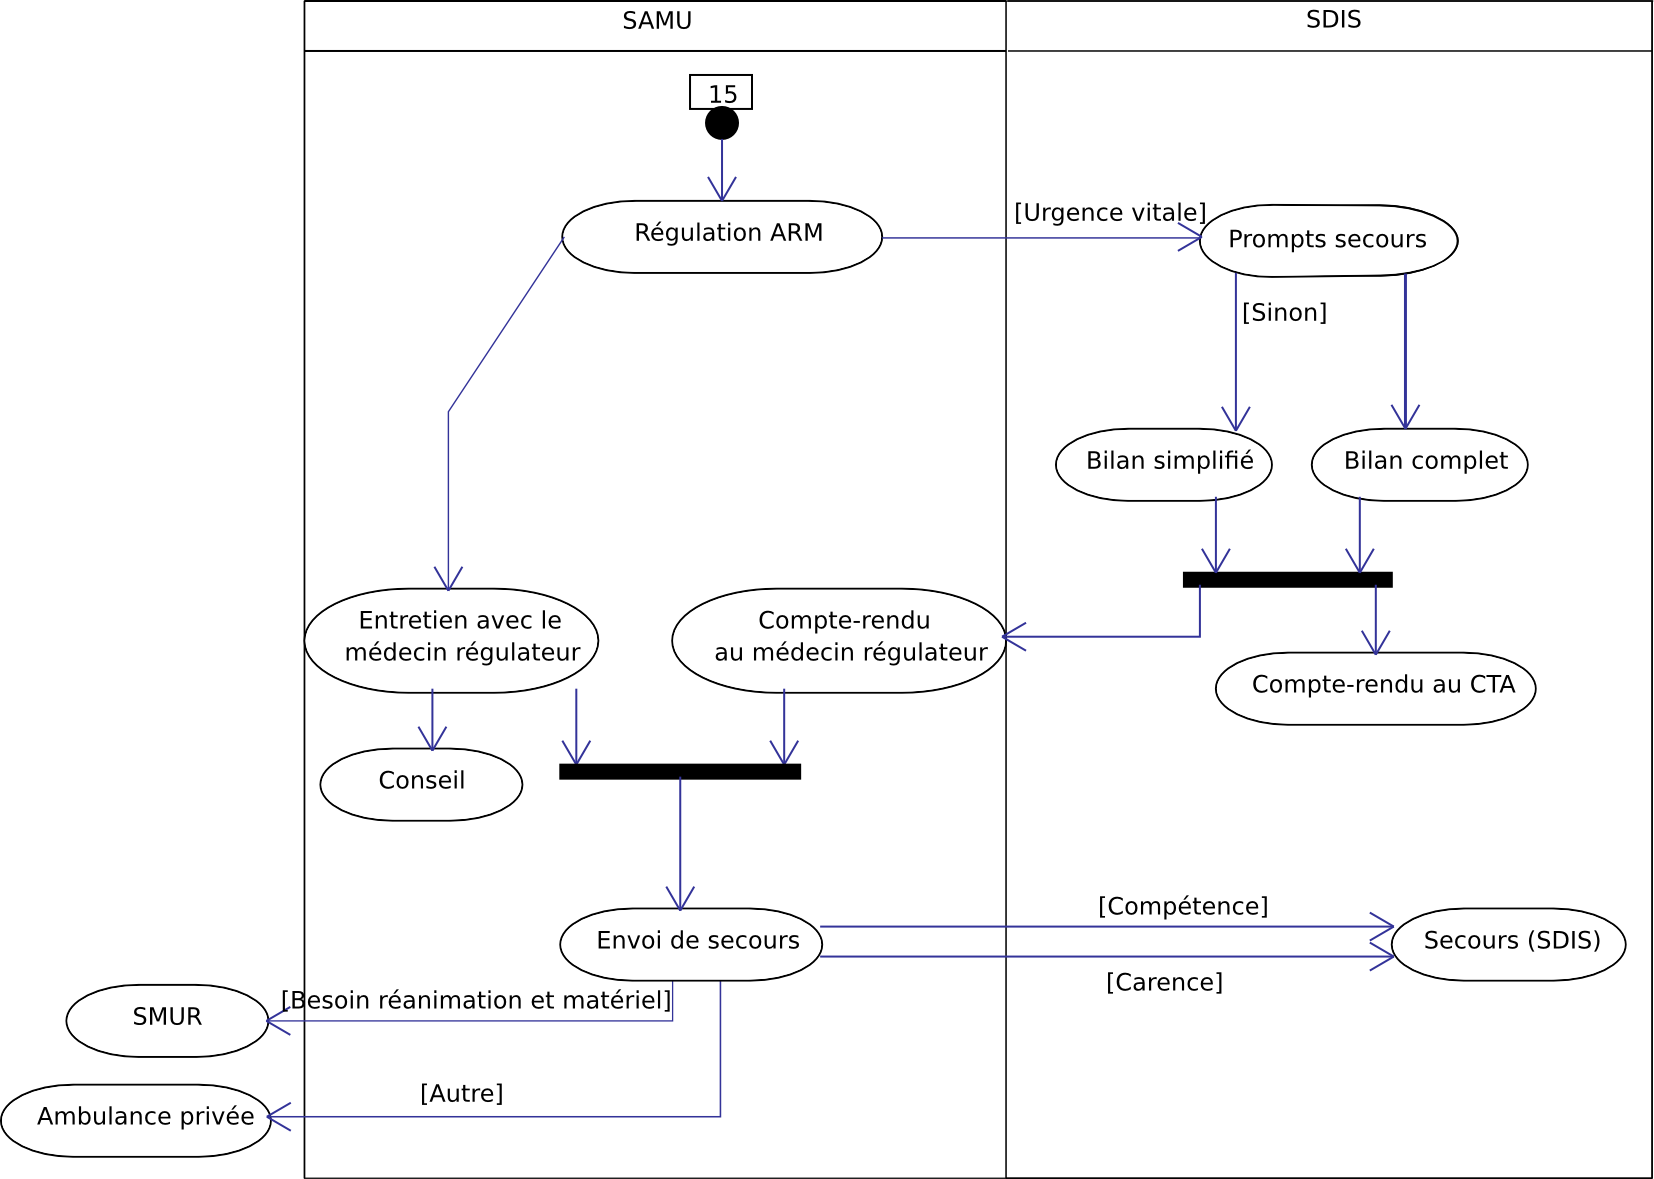 SAMU
SDIS
15
[Urgence vitale]
Régulation ARM
Prompts secours
[Sinon]
Bilan simplifié
Bilan complet
Entretien avec le
médecin régulateur
Compte-rendu
au médecin régulateur
Compte-rendu au CTA
Conseil
[Compétence]
Envoi de secours
Secours (SDIS)
[Carence]
[Besoin réanimation et matériel]
SMUR
[Autre]
Ambulance privée